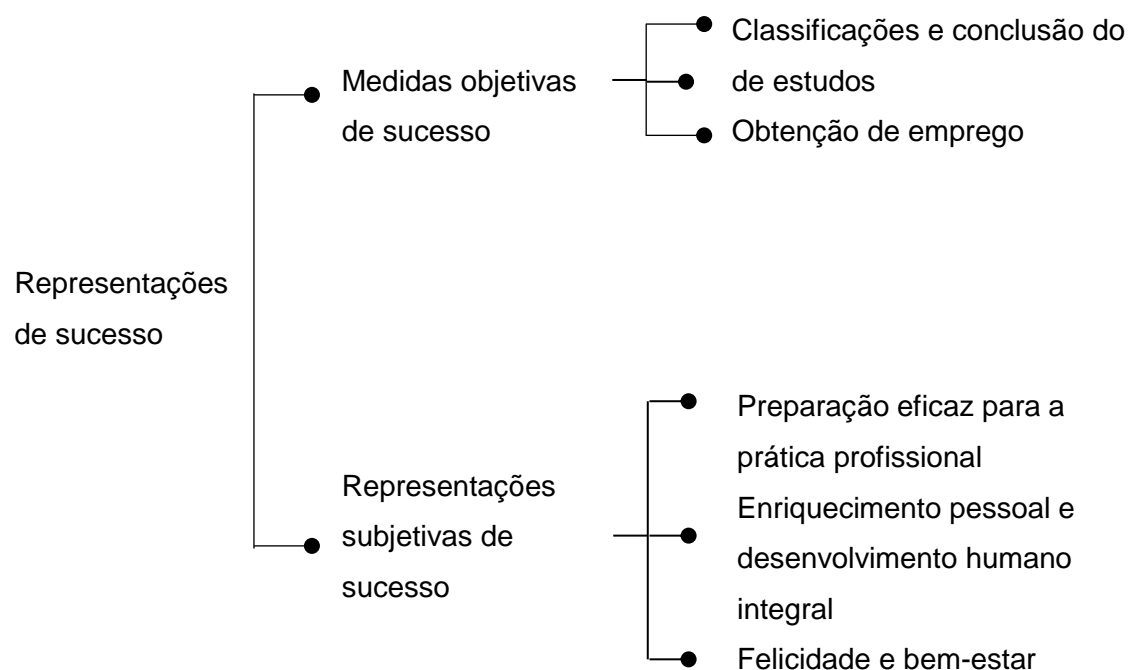 Representações
de sucesso
Medidas objetivas
de sucesso
Classificações e conclusão do
de estudos
Obtenção de emprego
Representações
subjetivas de
sucesso
Preparação eficaz para a
prática profissional
Enriquecimento pessoal e
desenvolvimento humano
integral
Felicidade e bem-estar